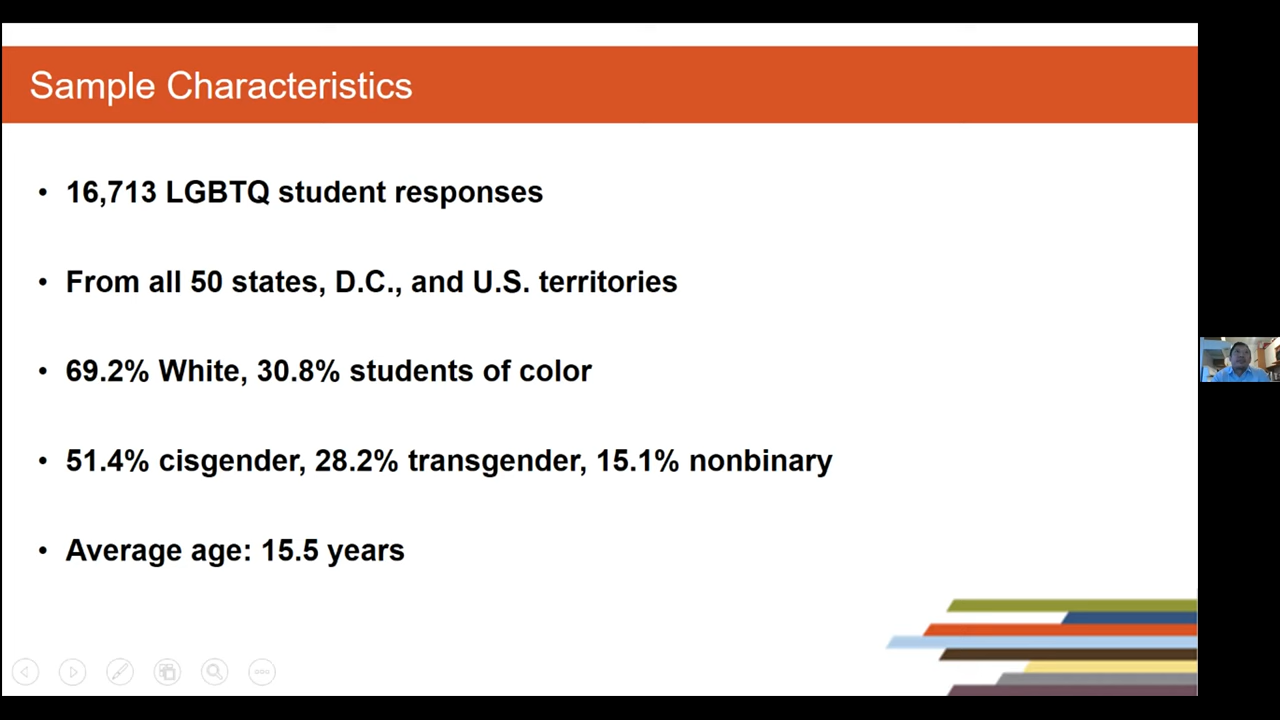 Sample Characteristics
• 16,713 LGBTQ student responses
• From all 50 states, D.C., and U.S. territories
• 69.2% White, 30.8% students of color
• 51.4% cisgender, 28.2% transgender, 15.1% nonbinary
• Average age: 15.5 years